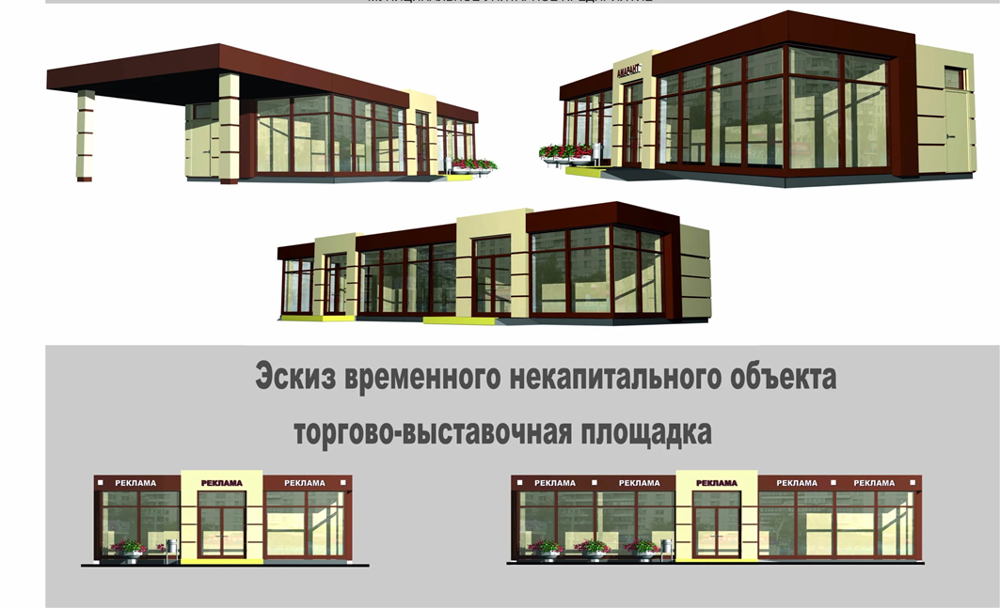 АМАРАНТ
Эскиз временного некапитального объекта
торгово-выставочная площадка
РЕКЛАМА РЕКЛАМА РЕКЛАМА
РЕКЛАМА РЕКЛАМА РЕКЛАМА РЕКЛАМА РЕКЛАМА